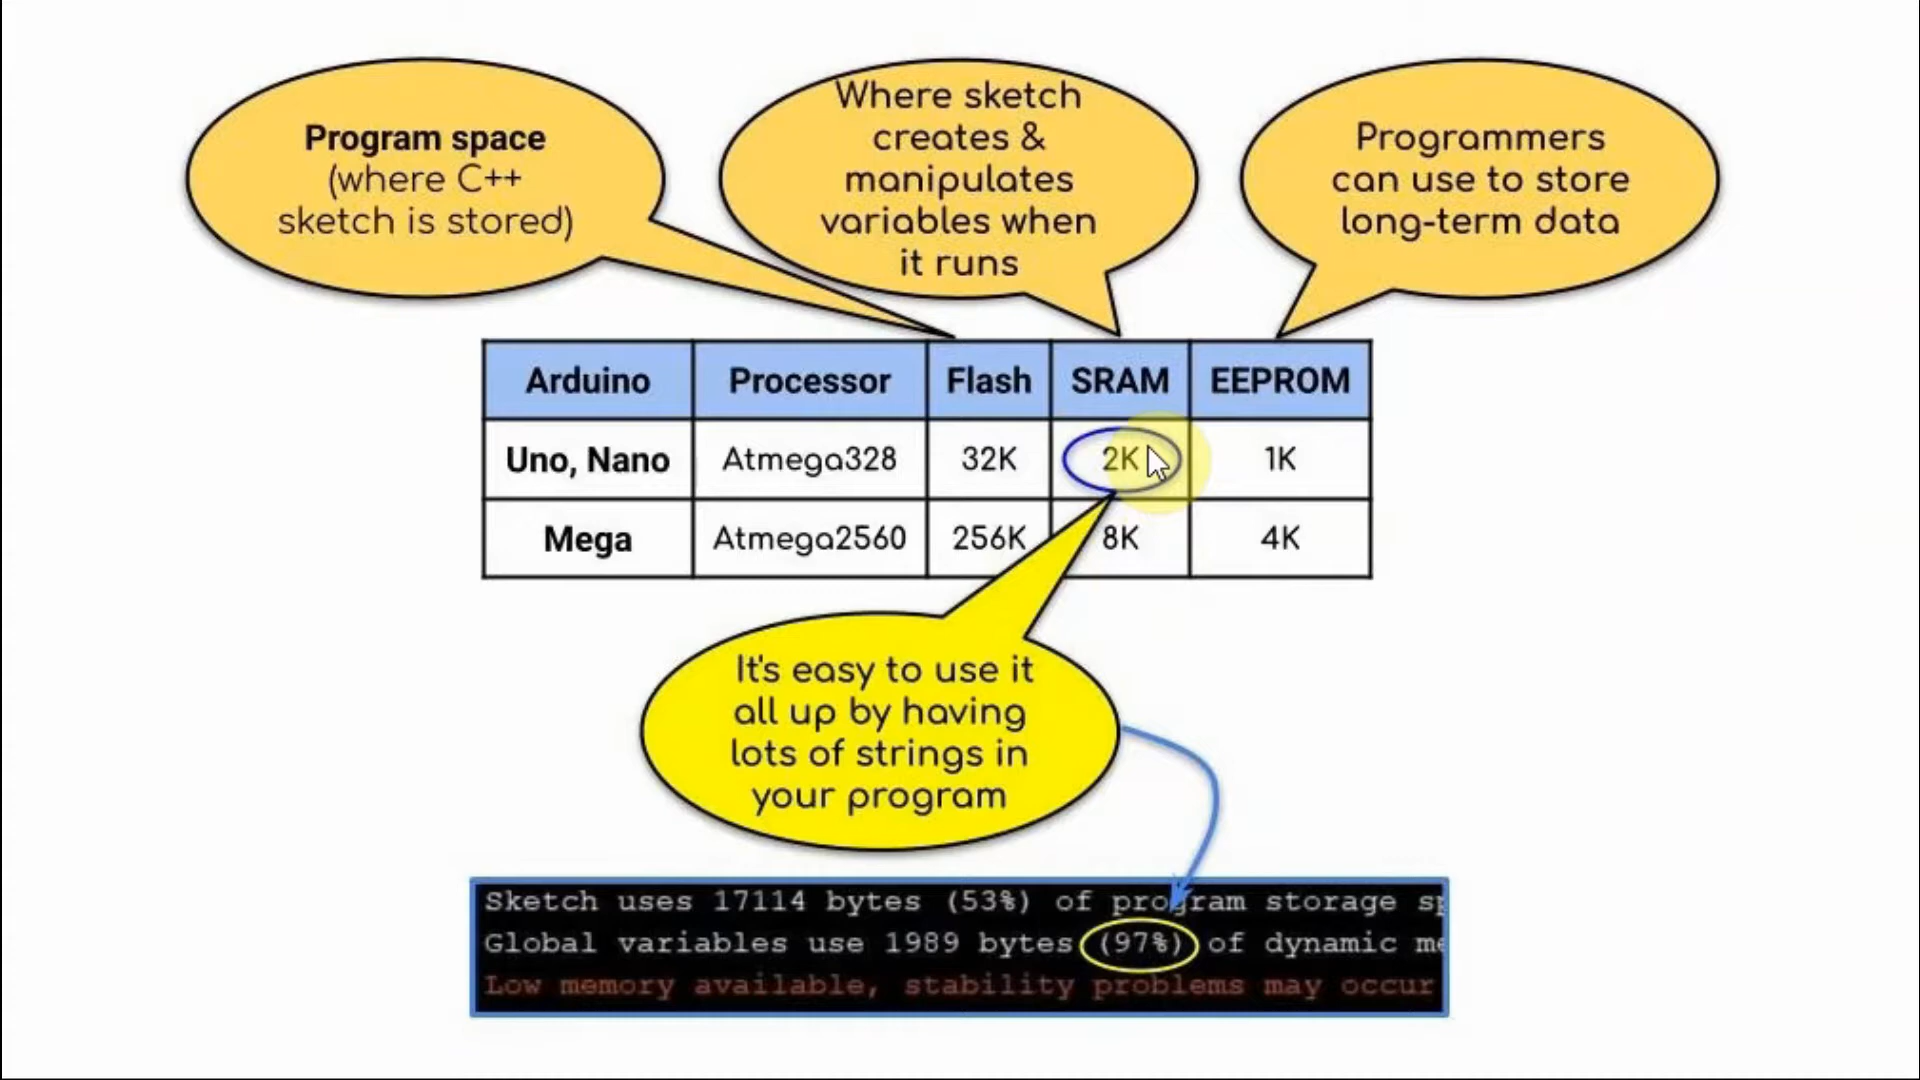 Program space
(where C++
sketch is stored)
Where sketch
creates &
manipulates
variables when
it runs
Programmers
can use to store
long-term data
Arduino Processor Flash SRAM EEPROM
Uno, Nano Atmega328 32K 2K 1K
Mega Atmega2560 256K 8K 4K
It's easy to use it
all up by having
lots of strings in
your program
Sketch uses 17114 bytes (53%) of program storage
Global variables use 1989 bytes (97%) of dynamic
Low memory available, stability problems may occur